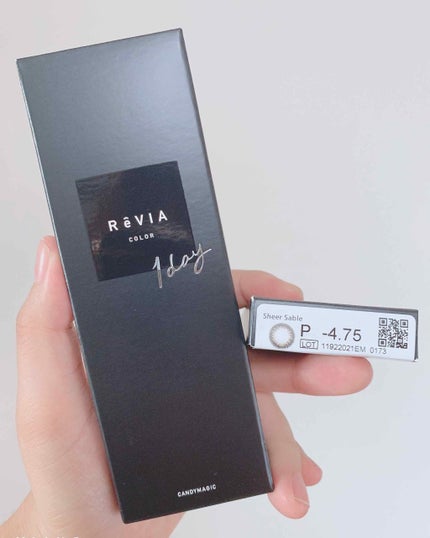 ReVIA
COLOR
1day
CANDYMAGIC
Sheer Sable
P -4.75
LOT 11922021EM 0173